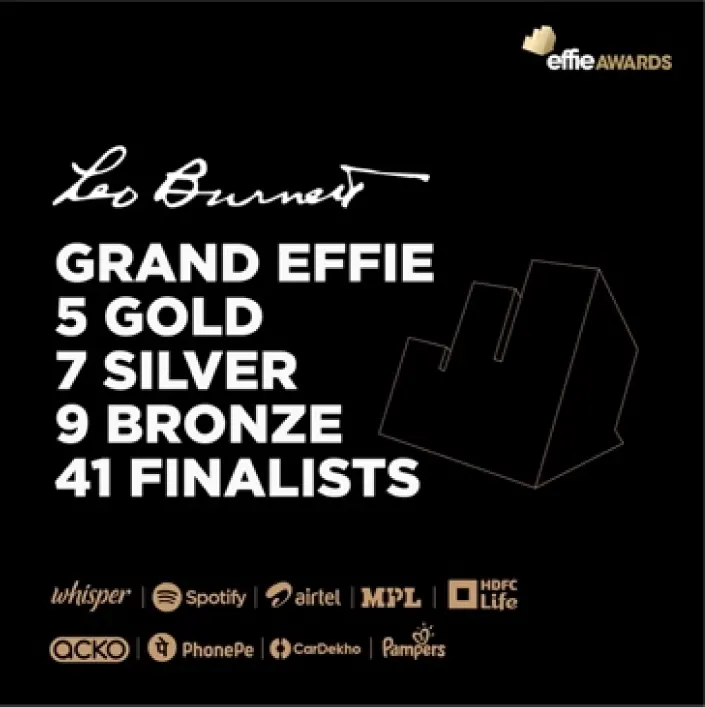 effie AWARDS
Leo Burnett
GRAND EFFIE
5 GOLD
7 SILVER
9 BRONZE
41 FINALISTS
whisper | Spotify | airtel | MPL | HDFC Life
ACKO | पे PhonePe | CarDekho | Pampers